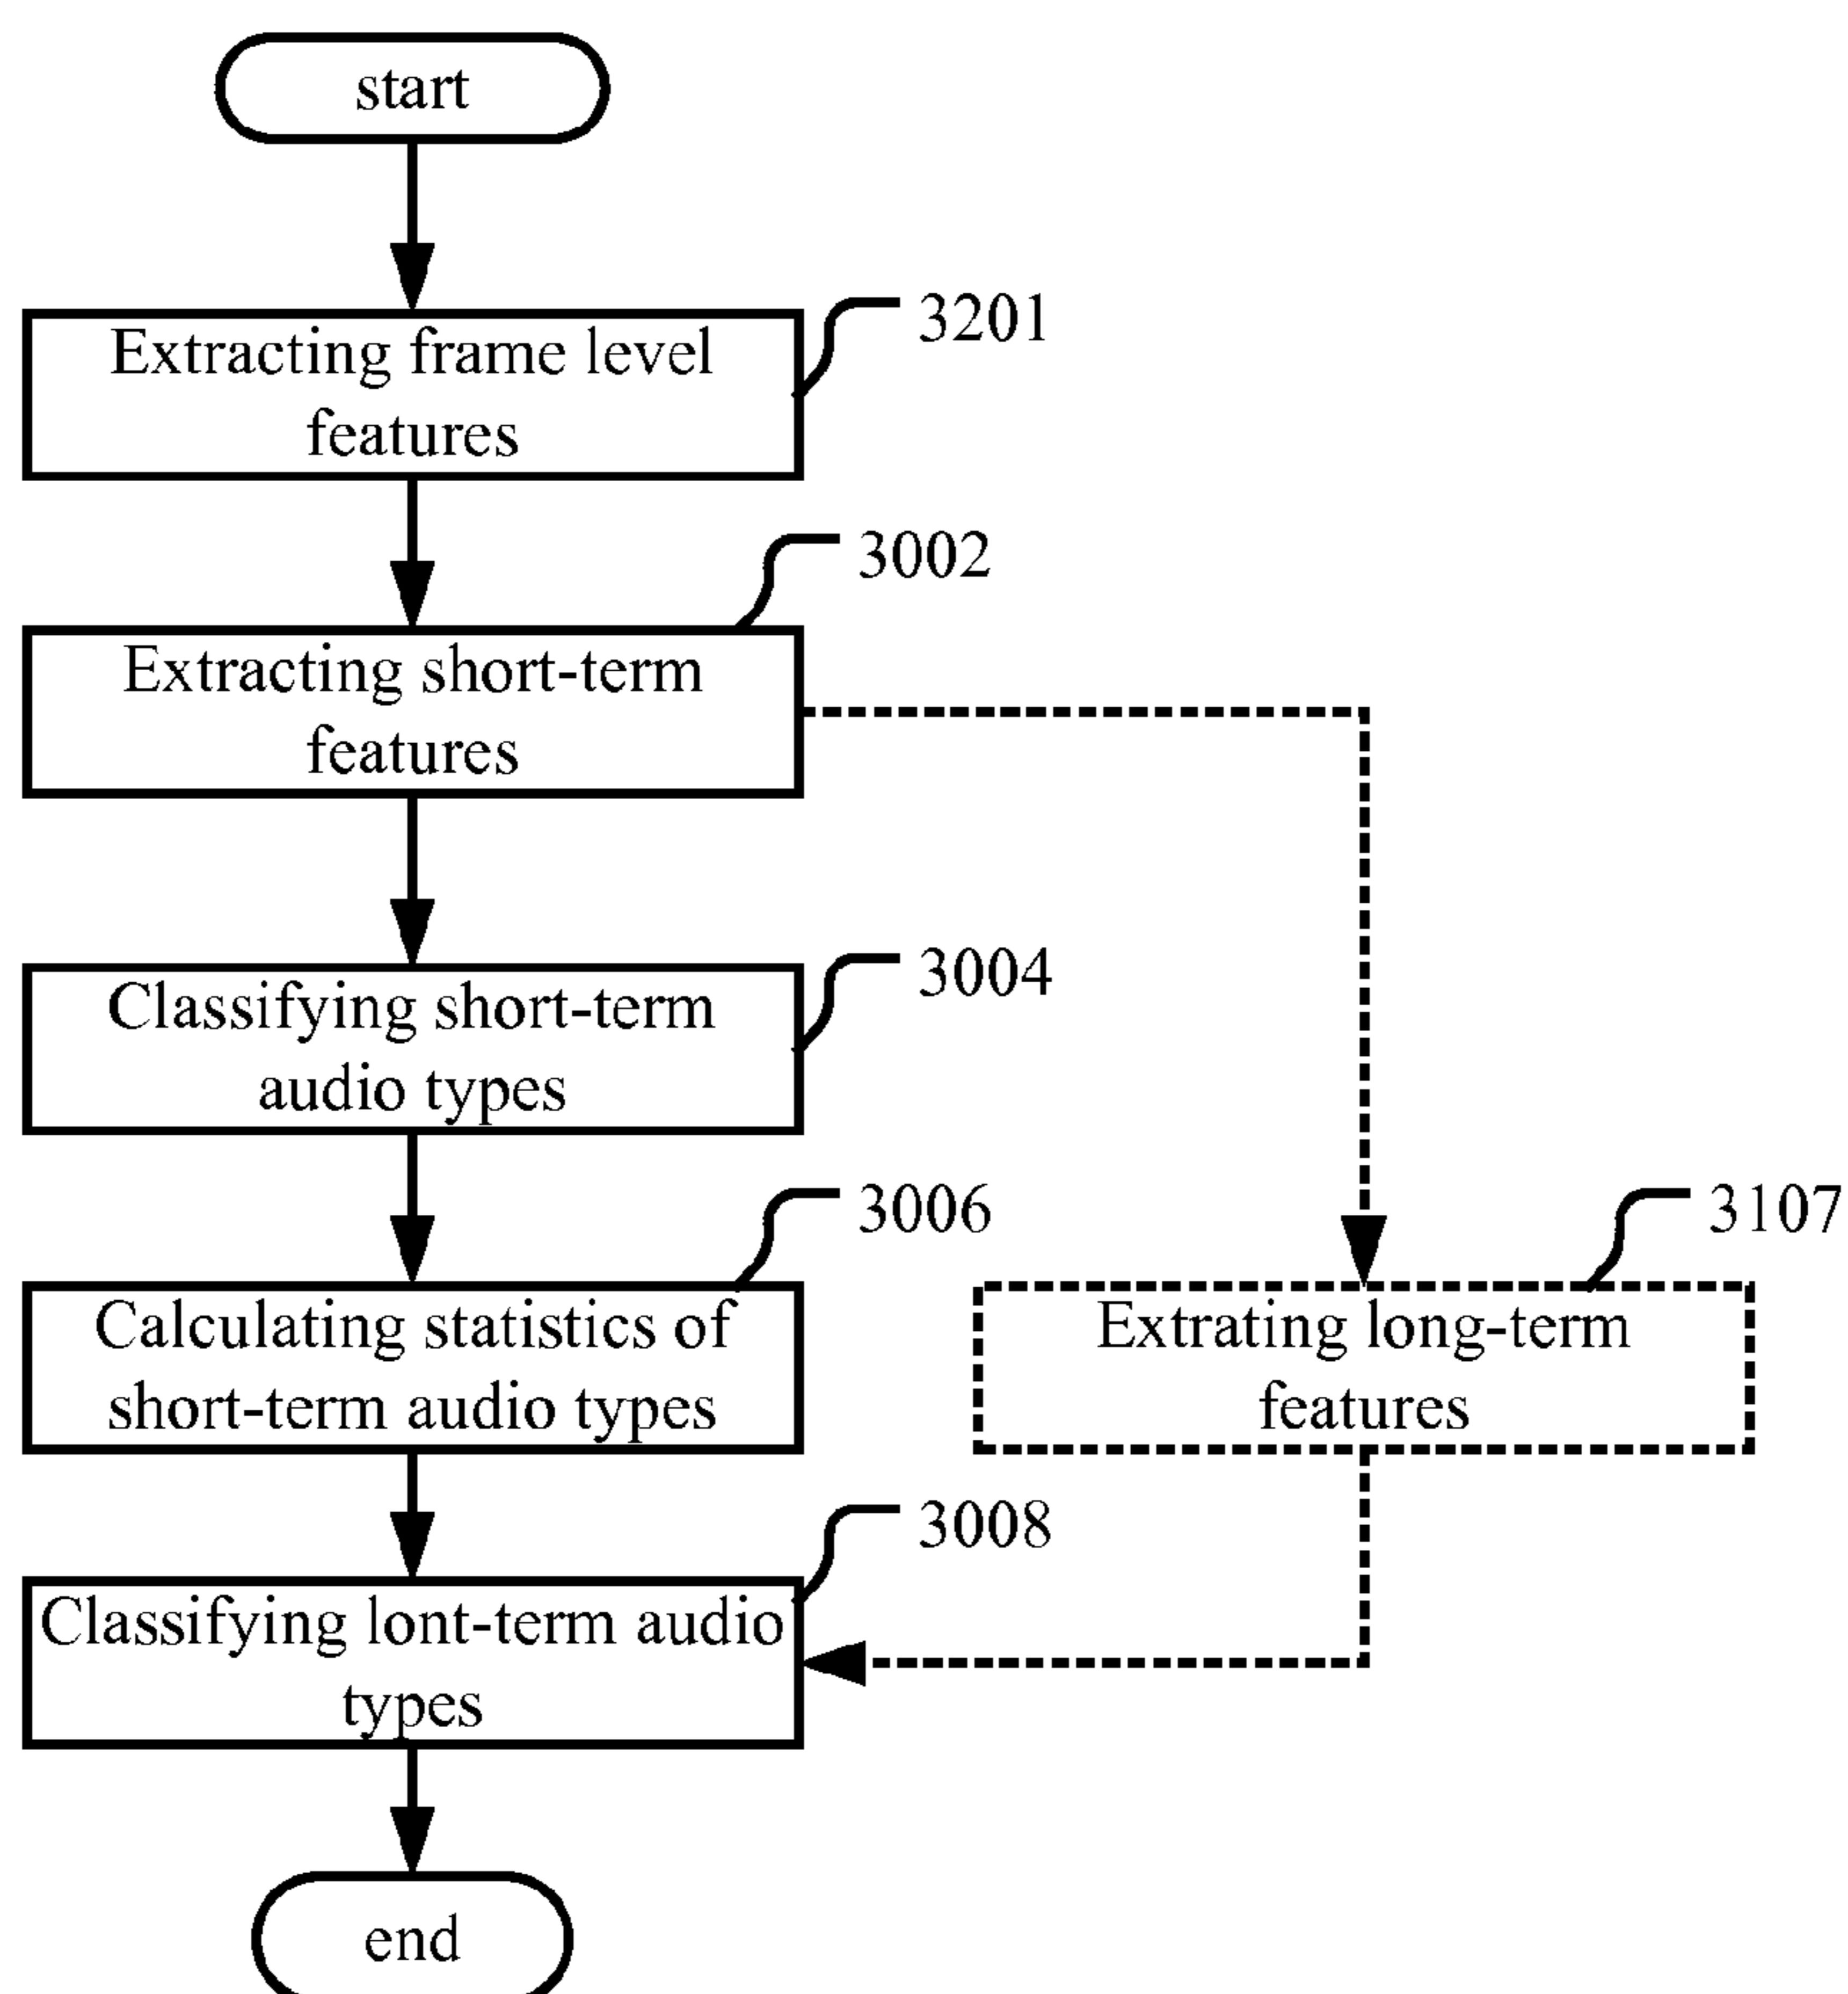 start
3201
Extracting frame level
features
3002
Extracting short-term
features
3004
Classifying short-term
audio types
3006
Calculating statistics of
short-term audio types
3107
Extrating long-term
features
3008
Classifying lont-term audio
types
end